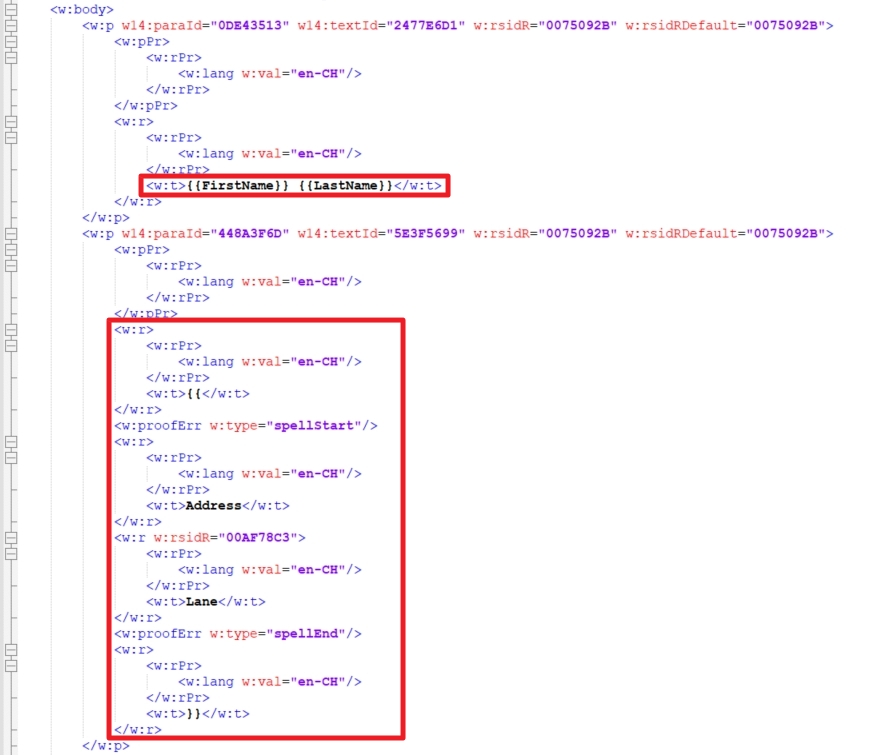 <w:body>
<w:p w14:paraId="0DE43513" w14:textId="2477E6D1" w:rsidR="0075092B" w:rsidRDefault="0075092B">
<w:pPr>
<w:rPr>
<w:lang w:val="en-CH"/>
</w:rPr>
</w:pPr>
<w:r>
<w:rPr>
<w:lang w:val="en-CH"/>
</w:rPr>
<w:t>{{FirstName}} {{LastName}}</w:t>
</w:r>
</w:p>
<w:p w14:paraId="448A3F6D" w14:textId="5E3F5699" w:rsidR="0075092B" w:rsidRDefault="0075092B">
<w:pPr>
<w:rPr>
<w:lang w:val="en-CH"/>
</w:rPr>
</w:pPr>
<w:r>
<w:rPr>
<w:lang w:val="en-CH"/>
</w:rPr>
<w:t>{{</w:t>
</w:r>
<w:proofErr w:type="spellStart"/>
<w:r>
<w:rPr>
<w:lang w:val="en-CH"/>
</w:rPr>
<w:t>Address</w:t>
</w:r>
<w:r w:rsidR="00AF78C3">
<w:rPr>
<w:lang w:val="en-CH"/>
</w:rPr>
<w:t>Lane</w:t>
</w:r>
<w:proofErr w:type="spellEnd"/>
<w:r>
<w:rPr>
<w:lang w:val="en-CH"/>
</w:rPr>
<w:t>}}</w:t>
</w:r>
</w:p>